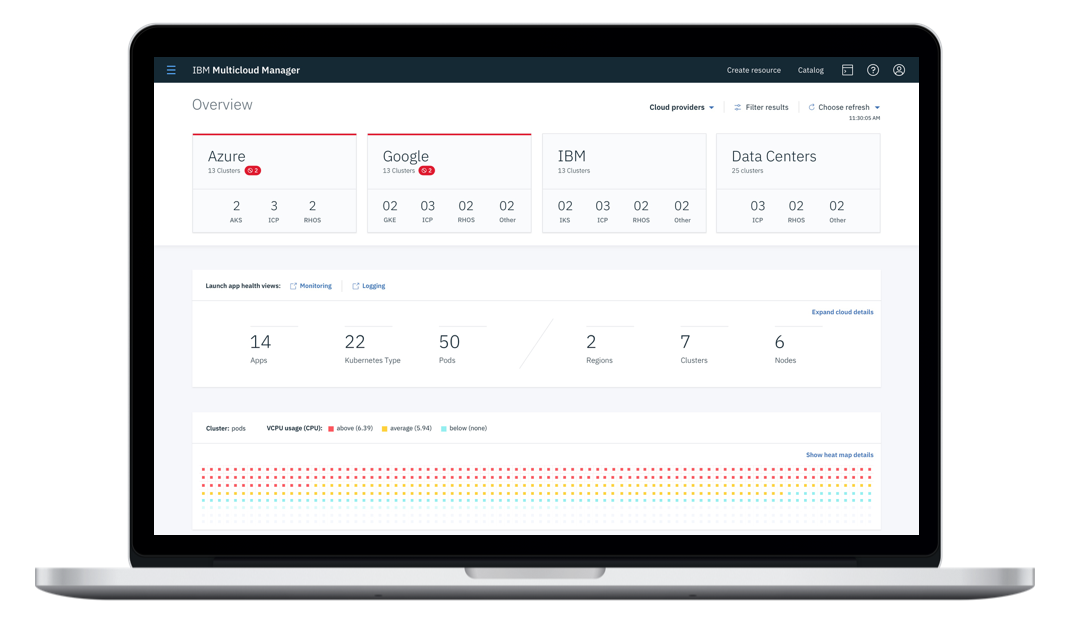 IBM Multicloud Manager
Create resource
Catalog
Overview
Cloud providers
Filter results
Choose refresh
11:30:05 AM
Azure
13 Clusters
2
2
AKS
3
ICP
2
RHOS
Google
13 Clusters
2
02
GKE
03
ICP
02
RHOS
02
Other
IBM
13 Clusters
02
IKS
03
ICP
02
RHOS
02
Other
Data Centers
25 clusters
03
ICP
02
RHOS
02
Other
Launch app health views:
Monitoring
Logging
Expand cloud details
14
Apps
22
Kubernetes Type
50
Pods
2
Regions
7
Clusters
6
Nodes
Cluster: pods
VCPU usage (CPU):
above (6.39)
average (5.94)
below (none)
Show heat map details